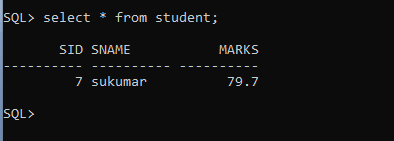 SQL> select * from student;
       SID SNAME           MARKS
---------- ---------- ----------
         7 sukumar          79.7
SQL>